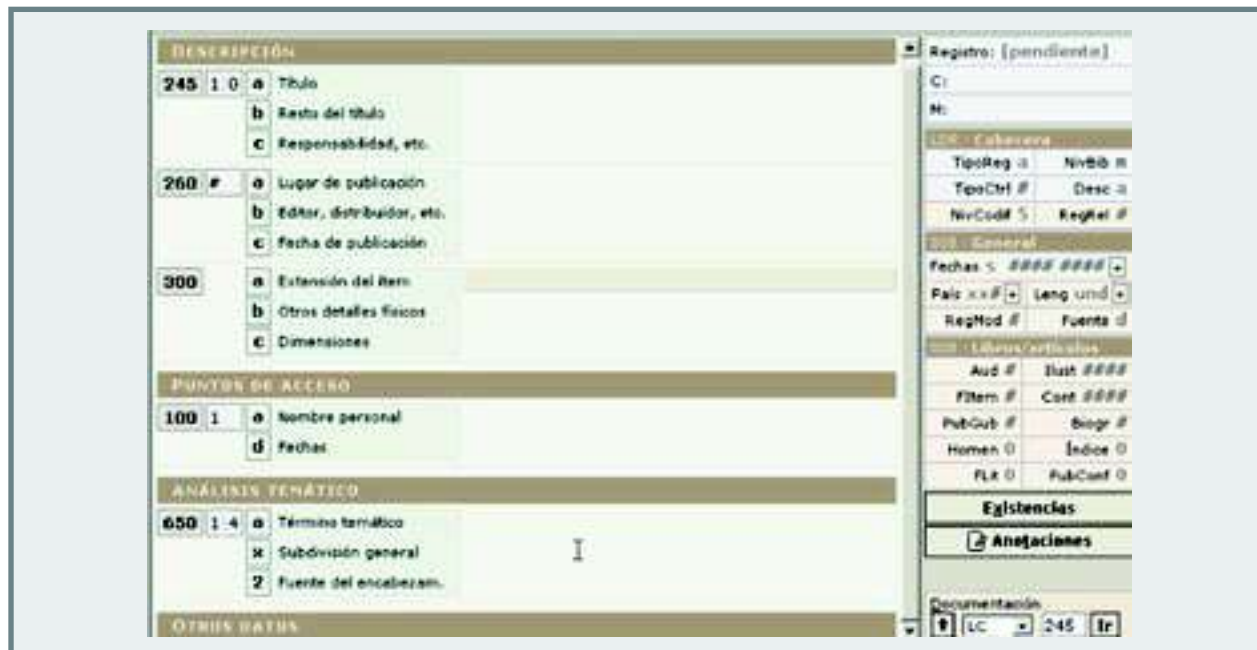 DESCRIPCIÓN
245 1 0 a Título
b Resto del título
c Responsabilidad, etc.
260 # a Lugar de publicación
b Editor, distribuidor, etc.
c Fecha de publicación
300 a Extensión del ítem
b Otros detalles físicos
c Dimensiones
PUNTOS DE ACCESO
100 1 a Nombre personal
d Fechas
ANÁLISIS TEMÁTICO
650 1 4 a Término temático
x Subdivisión general
2 Fuente del encabezam.
OTROS DATOS
Registro: [pendiente]
C:
N:
Cabecera
TipoReg a NivBib m
TipoCtrl # Desc a
NivCodif 5 RegRel #
General
Fechas s #### ####
País xx# Leng und
RegMod # Fuente d
Libros/artículos
Aud # Ilust ####
FÍtem # Cont ####
PubGub # Biogr #
Homen 0 Índice 0
FLit 0 PubConf 0
Existencias
Anotaciones
Documentación
LC 245 Ir